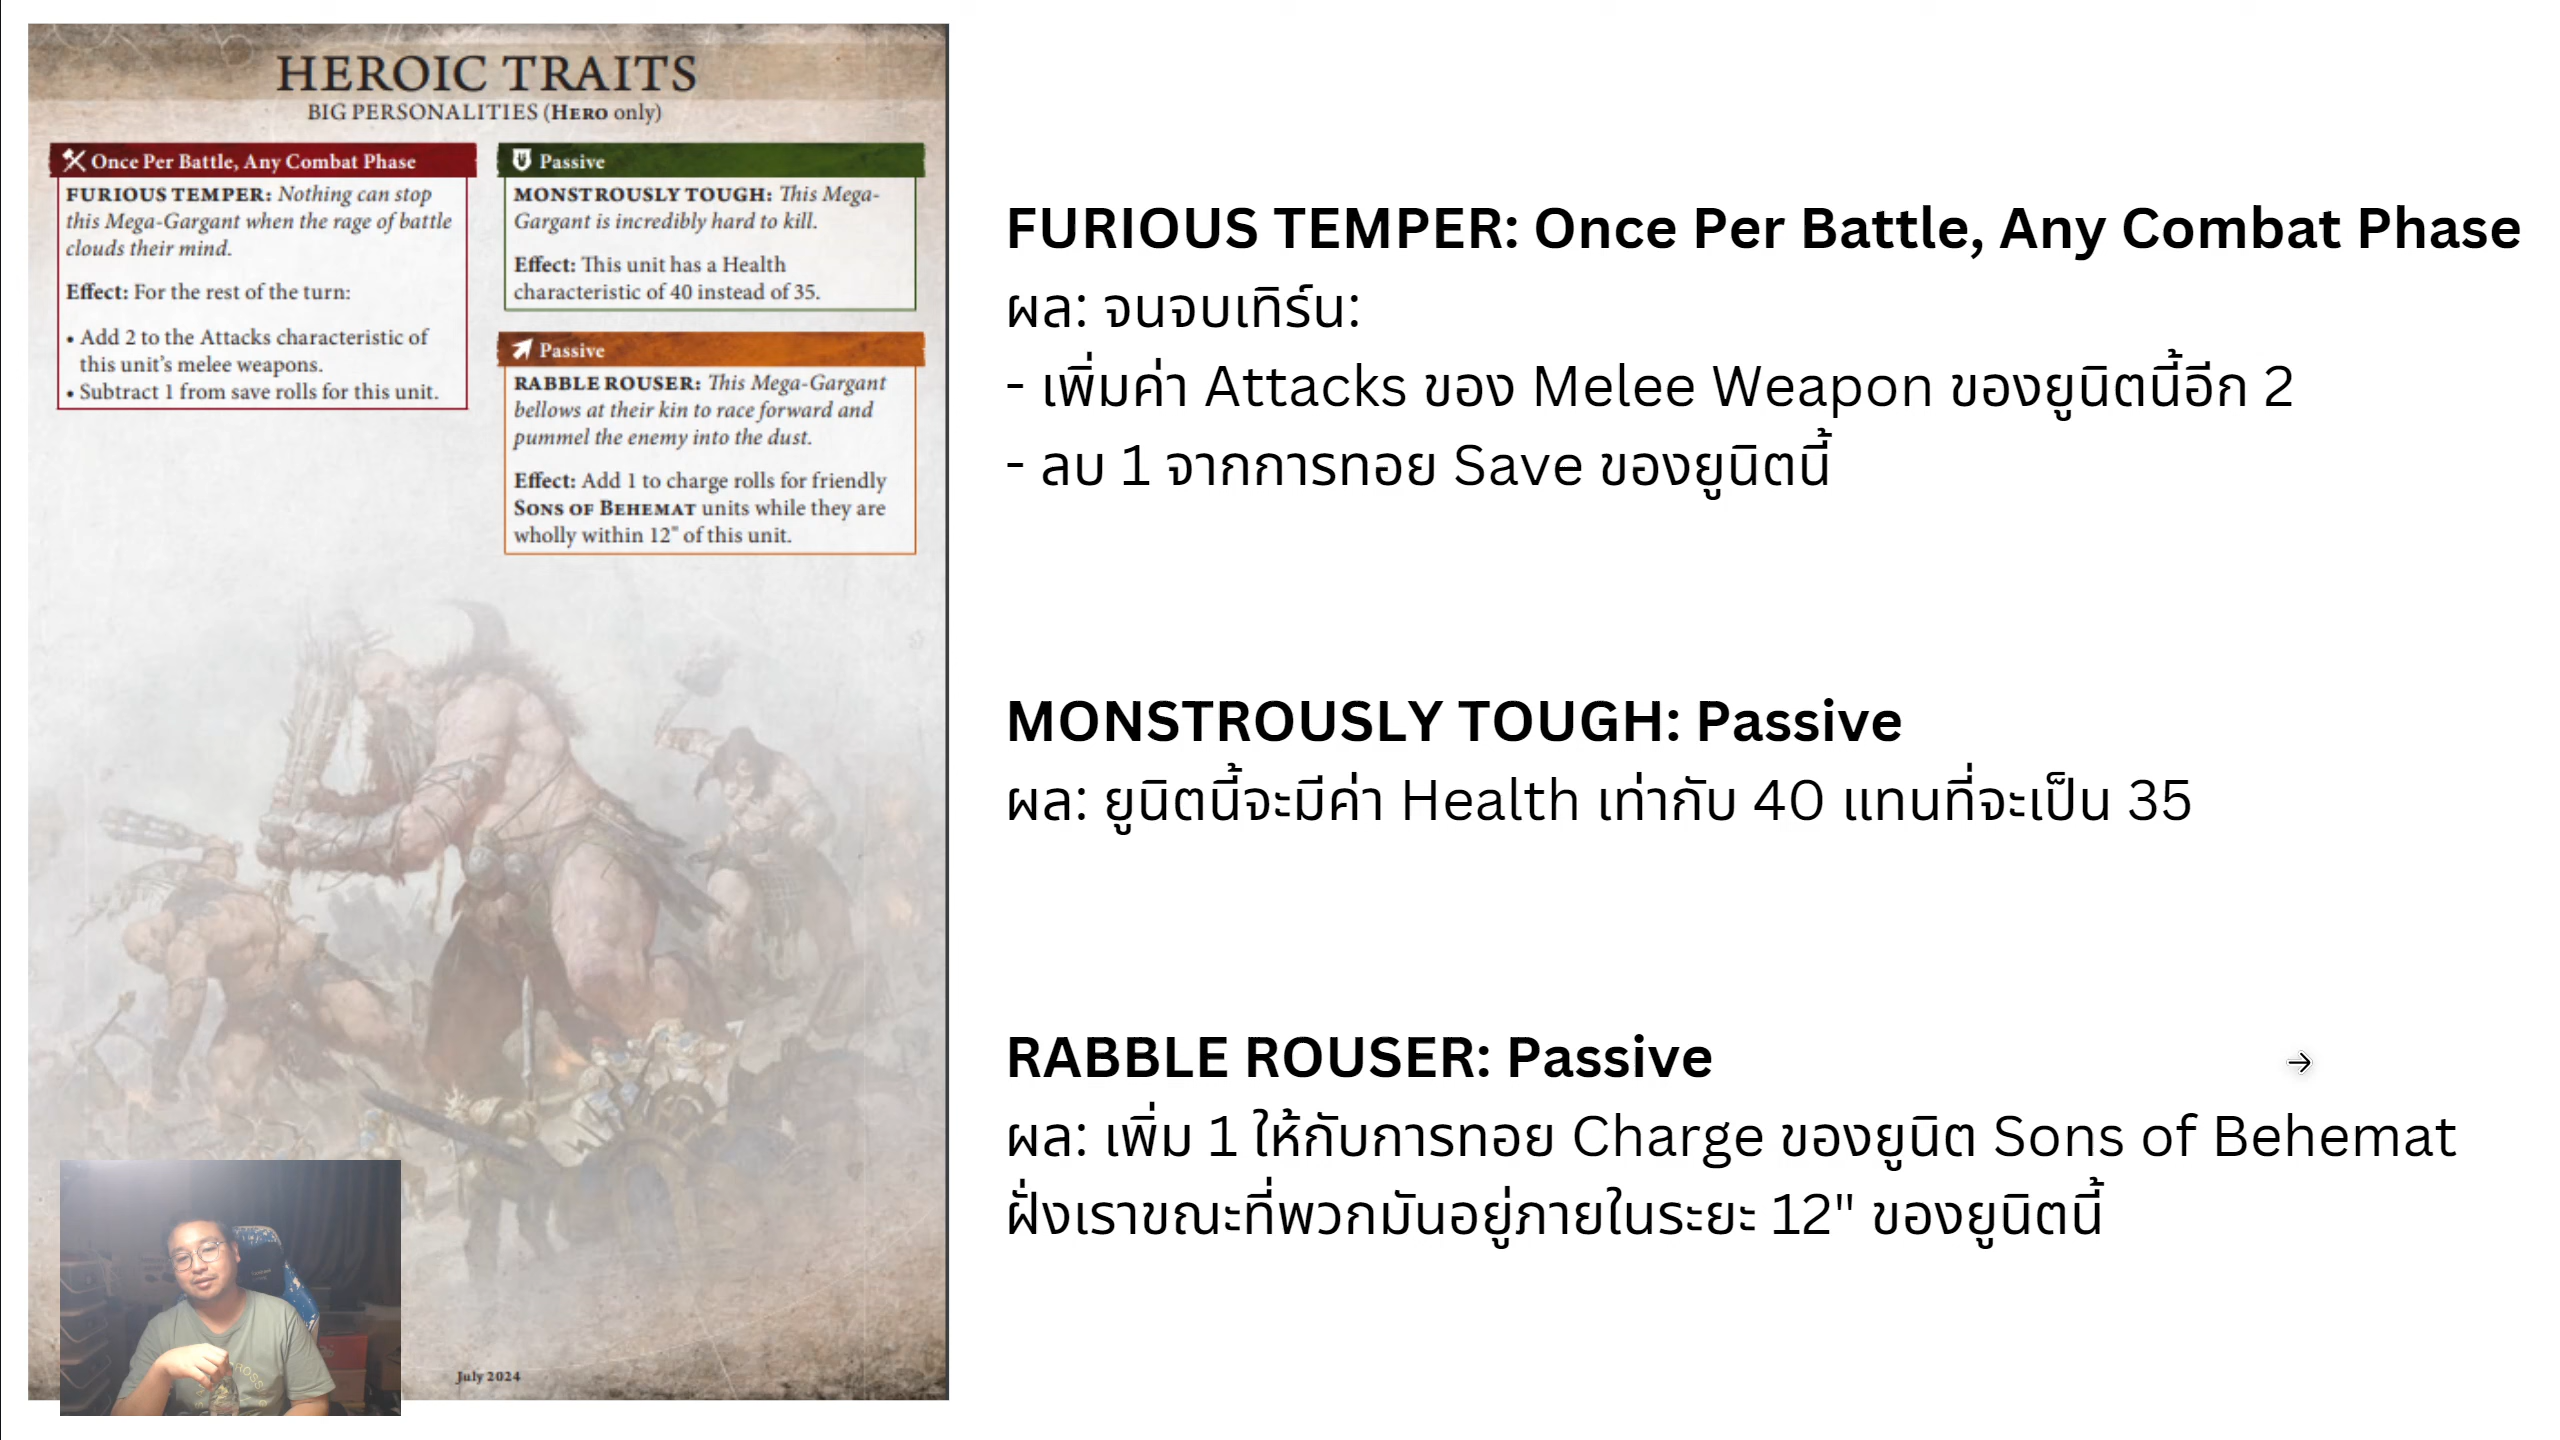 HEROIC TRAITS
BIG PERSONALITIES (HERO only)
Once Per Battle, Any Combat Phase
FURIOUS TEMPER: Nothing can stop
this Mega-Gargant when the rage of battle
clouds their mind.
Effect: For the rest of the turn:
• Add 2 to the Attacks characteristic of
this unit's melee weapons.
• Subtract 1 from save rolls for this unit.
Passive
MONSTROUSLY TOUGH: This Mega-
Gargant is incredibly hard to kill.
Effect: This unit has a Health
characteristic of 40 instead of 35.
Passive
RABBLE ROUSER: This Mega-Gargant
bellows at their kin to race forward and
pummel the enemy into the dust.
Effect: Add 1 to charge rolls for friendly
SONS OF BEHEMAT units while they are
wholly within 12" of this unit.
July 2024
FURIOUS TEMPER: Once Per Battle, Any Combat Phase
ผล: จนจบเทิร์น:
- เพิ่มค่า Attacks ของ Melee Weapon ของยูนิตนี้อีก 2
- ลบ 1 จากการทอย Save ของยูนิตนี้
MONSTROUSLY TOUGH: Passive
ผล: ยูนิตนี้จะมีค่า Health เท่ากับ 40 แทนที่จะเป็น 35
RABBLE ROUSER: Passive
ผล: เพิ่ม 1 ให้กับการทอย Charge ของยูนิต Sons of Behemat
ฝั่งเราขณะที่พวกมันอยู่ภายในระยะ 12" ของยูนิตนี้